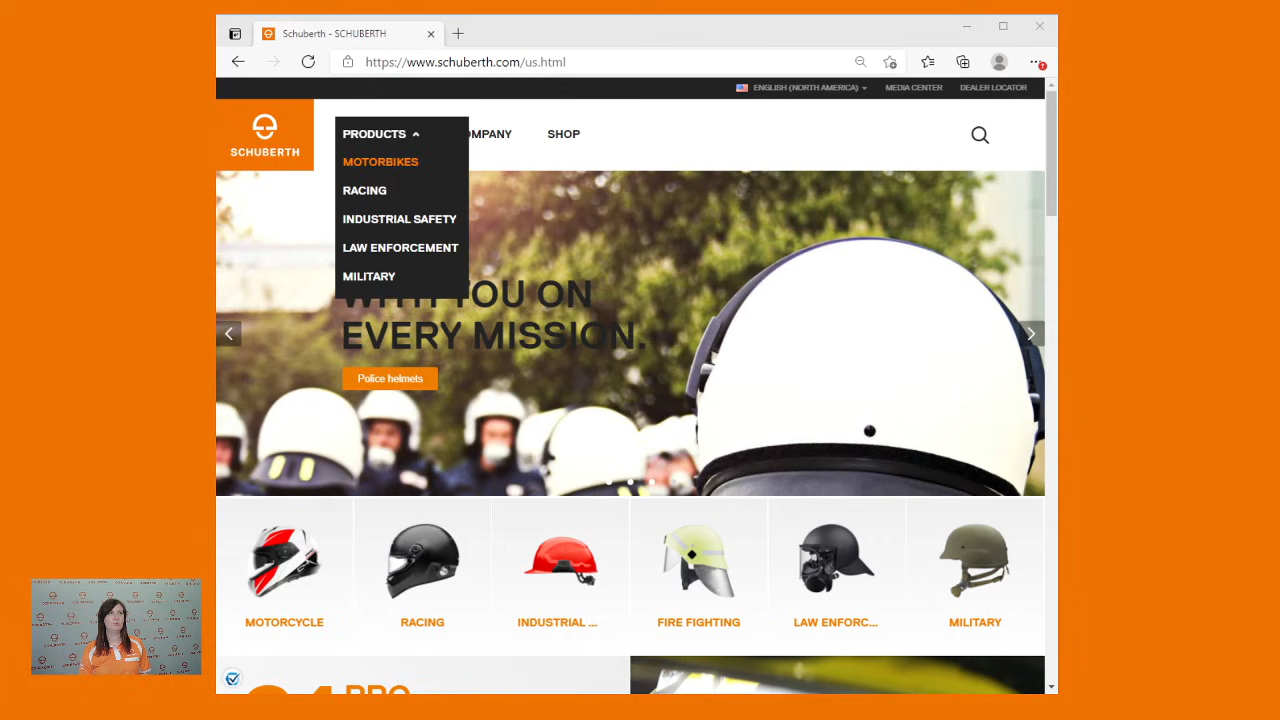 Schuberth - SCHUBERTH
https://www.schuberth.com/us.html
ENGLISH (NORTH AMERICA)
MEDIA CENTER
DEALER LOCATOR
SCHUBERTH
PRODUCTS
OMPANY
SHOP
MOTORBIKES
RACING
INDUSTRIAL SAFETY
LAW ENFORCEMENT
MILITARY
WITH YOU ON
EVERY MISSION.
Police helmets
MOTORCYCLE
RACING
INDUSTRIAL ...
FIRE FIGHTING
LAW ENFORC...
MILITARY
PRO